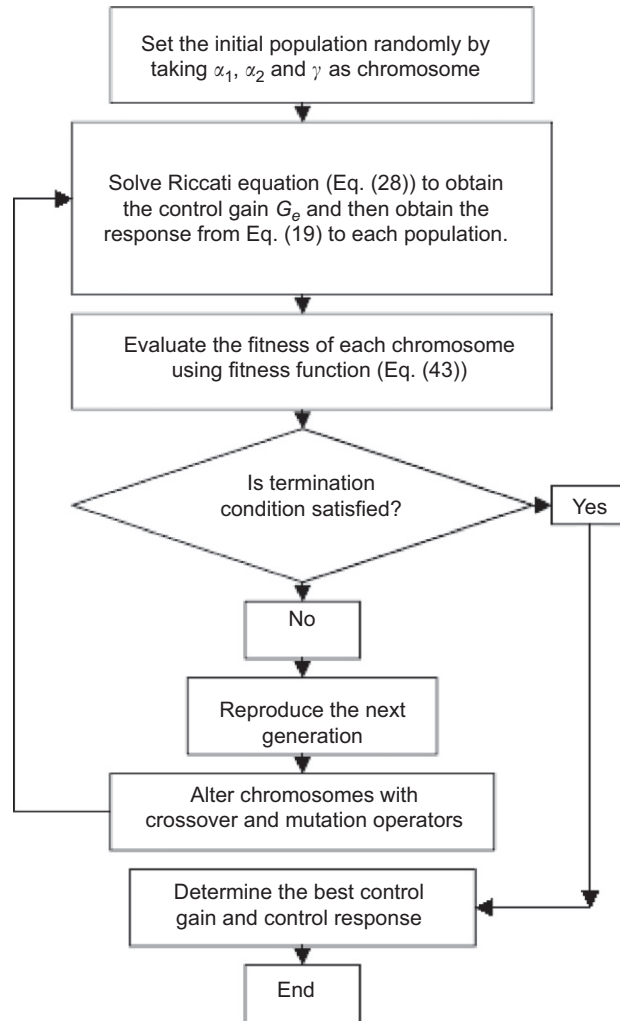 Set the initial population randomly by
taking α₁, α₂ and γ as chromosome
Solve Riccati equation (Eq. (28)) to obtain
the control gain Gₑ and then obtain the
response from Eq. (19) to each population.
Evaluate the fitness of each chromosome
using fitness function (Eq. (43))
Is termination
condition satisfied?
Yes
No
Reproduce the next
generation
Alter chromosomes with
crossover and mutation operators
Determine the best control
gain and control response
End